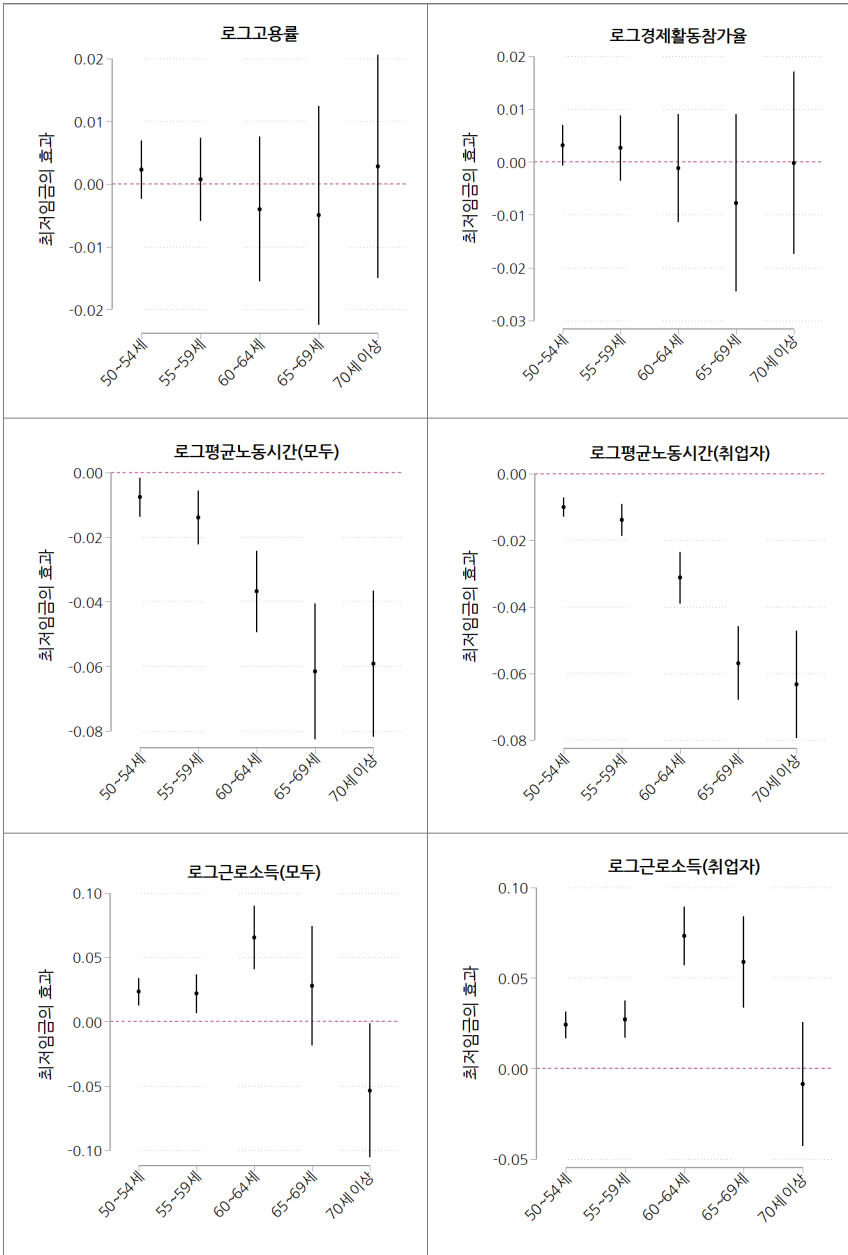 로그고용률
최저임금의 효과
0.02
0.01
0.00
-0.01
-0.02
50~54세
55~59세
60~64세
65~69세
70세 이상
로그경제활동참가율
최저임금의 효과
0.02
0.01
0.00
-0.01
-0.02
-0.03
50~54세
55~59세
60~64세
65~69세
70세 이상
로그평균노동시간(모두)
최저임금의 효과
0.00
-0.02
-0.04
-0.06
-0.08
50~54세
55~59세
60~64세
65~69세
70세 이상
로그평균노동시간(취업자)
최저임금의 효과
0.00
-0.02
-0.04
-0.06
-0.08
50~54세
55~59세
60~64세
65~69세
70세 이상
로그근로소득(모두)
최저임금의 효과
0.10
0.05
0.00
-0.05
-0.10
50~54세
55~59세
60~64세
65~69세
70세 이상
로그근로소득(취업자)
최저임금의 효과
0.10
0.05
0.00
-0.05
50~54세
55~59세
60~64세
65~69세
70세 이상